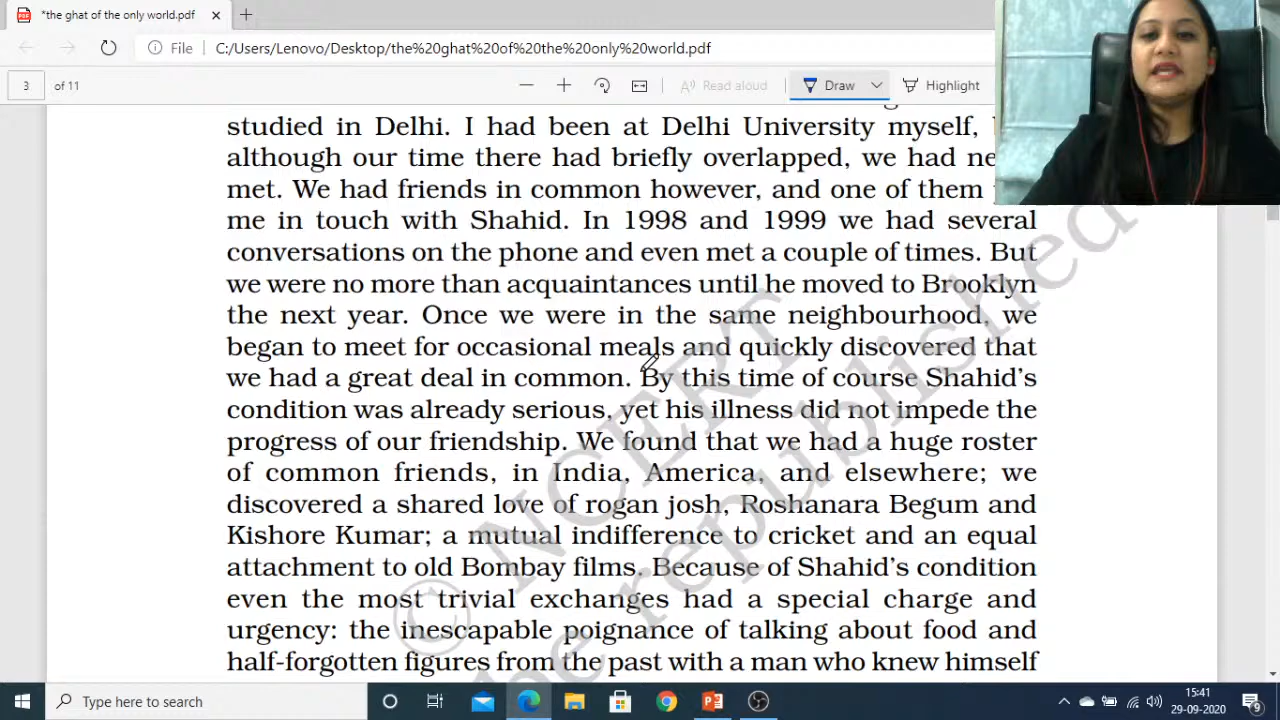 *the ghat of the only world.pdf
File
C:/Users/Lenovo/Desktop/the%20ghat%20of%20the%20only%20world.pdf
3 of 11
Read aloud
Draw
Highlight
studied in Delhi. I had been at Delhi University myself,
although our time there had briefly overlapped, we had
met. We had friends in common however, and one of them
me in touch with Shahid. In 1998 and 1999 we had several
conversations on the phone and even met a couple of times. But
we were no more than acquaintances until he moved to Brooklyn
the next year. Once we were in the same neighbourhood, we
began to meet for occasional meals and quickly discovered that
we had a great deal in common. By this time of course Shahid's
condition was already serious, yet his illness did not impede the
progress of our friendship. We found that we had a huge roster
of common friends, in India, America, and elsewhere; we
discovered a shared love of rogan josh, Roshanara Begum and
Kishore Kumar; a mutual indifference to cricket and an equal
attachment to old Bombay films. Because of Shahid's condition
even the most trivial exchanges had a special charge and
urgency: the inescapable poignance of talking about food and
half-forgotten figures from the past with a man who knew himself
© NCERT
be republished
Type here to search
15:41
29-09-2020
9